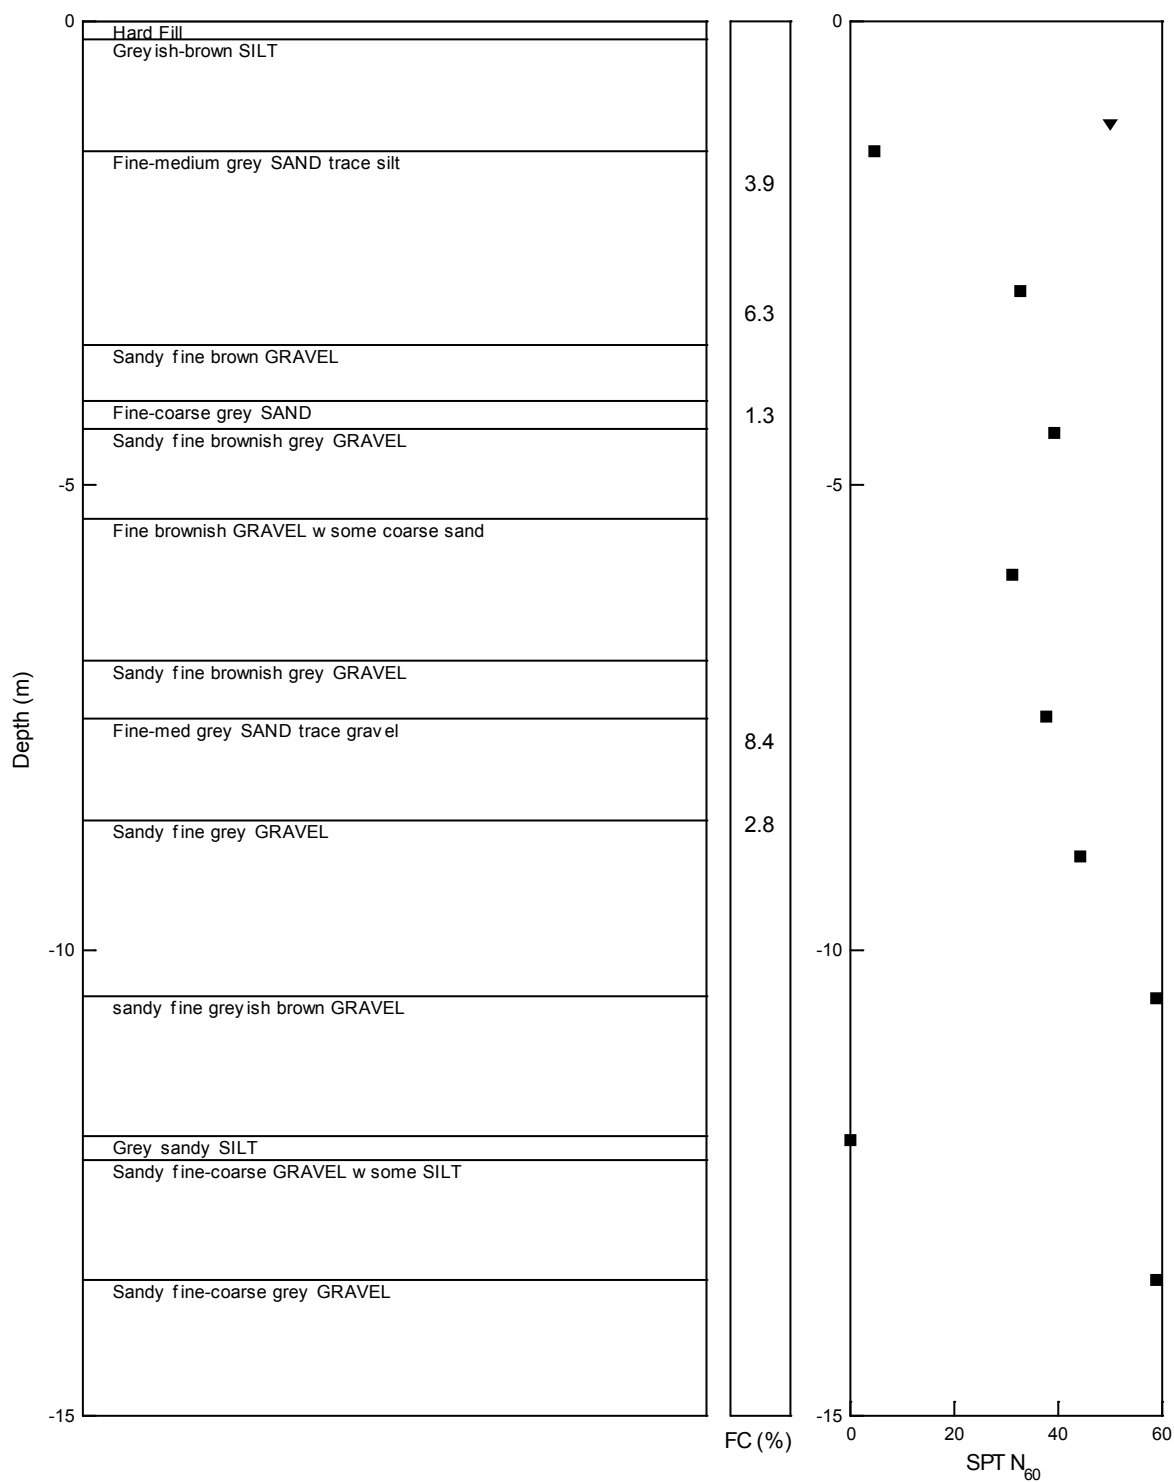 0
Hard Fill
Greyish-brown SILT
Fine-medium grey SAND trace silt
Sandy fine brown GRAVEL
Fine-coarse grey SAND
Sandy fine brownish grey GRAVEL
-5
Fine brownish GRAVEL w some coarse sand
Sandy fine brownish grey GRAVEL
Depth (m)
Fine-med grey SAND trace gravel
Sandy fine grey GRAVEL
-10
sandy fine greyish brown GRAVEL
Grey sandy SILT
Sandy fine-coarse GRAVEL w some SILT
Sandy fine-coarse grey GRAVEL
-15
3.9
6.3
1.3
8.4
2.8
FC (%)
0
-5
-10
-15
0 20 40 60
SPT N60